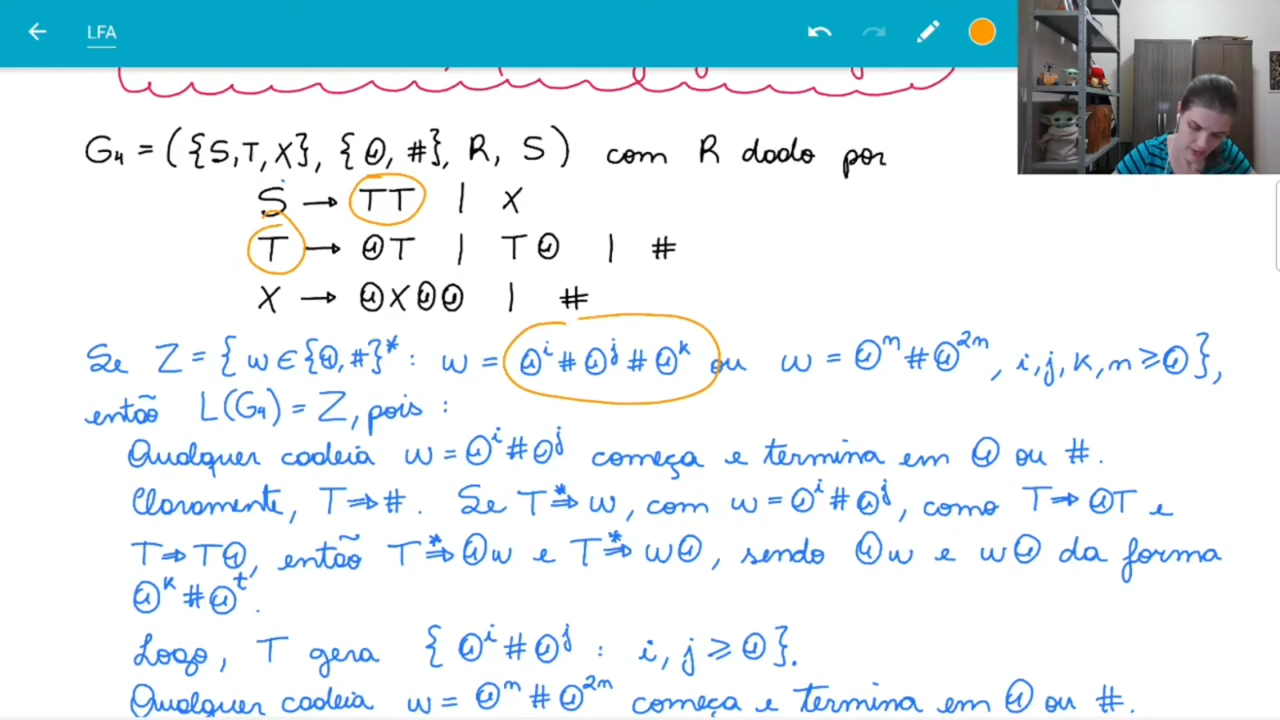 LFA
G₄ = ({S,T,X}, {0, #}, R, S) com R dado por
S → TT | X
T → 0T | T0 | #
X → 0X00 | #
Se Z = { w ∈ {0,#}* : w = 0ⁱ # 0ʲ # 0ᵏ ou w = 0ⁿ # 0²ⁿ, i, j, k, n ≥ 0 },
então L(G₄) = Z, pois :
Qualquer cadeia w = 0ⁱ # 0ʲ começa e termina em 0 ou #.
Claramente, T ⇒ #. Se T ⇒* w, com w = 0ⁱ # 0ʲ, como T ⇒ 0T e
T ⇒ T0, então T ⇒* 0w e T ⇒* w0, sendo 0w e w0 da forma
0ᵏ # 0ᵗ.
Logo, T gera { 0ⁱ # 0ʲ : i, j ≥ 0 }.
Qualquer cadeia w = 0ⁿ # 0²ⁿ começa e termina em 0 ou #.